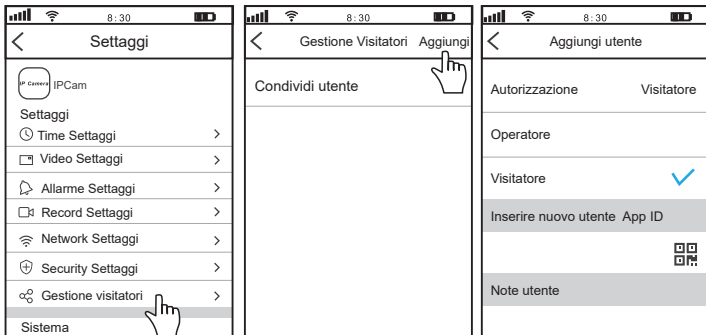 8:30
Settaggi
IP Camera IPCam
Settaggi
Time Settaggi
Video Settaggi
Allarme Settaggi
Record Settaggi
Network Settaggi
Security Settaggi
Gestione visitatori
Sistema
8:30
Gestione Visitatori Aggiungi
Condividi utente
8:30
Aggiungi utente
Autorizzazione Visitatore
Operatore
Visitatore
Inserire nuovo utente App ID
Note utente